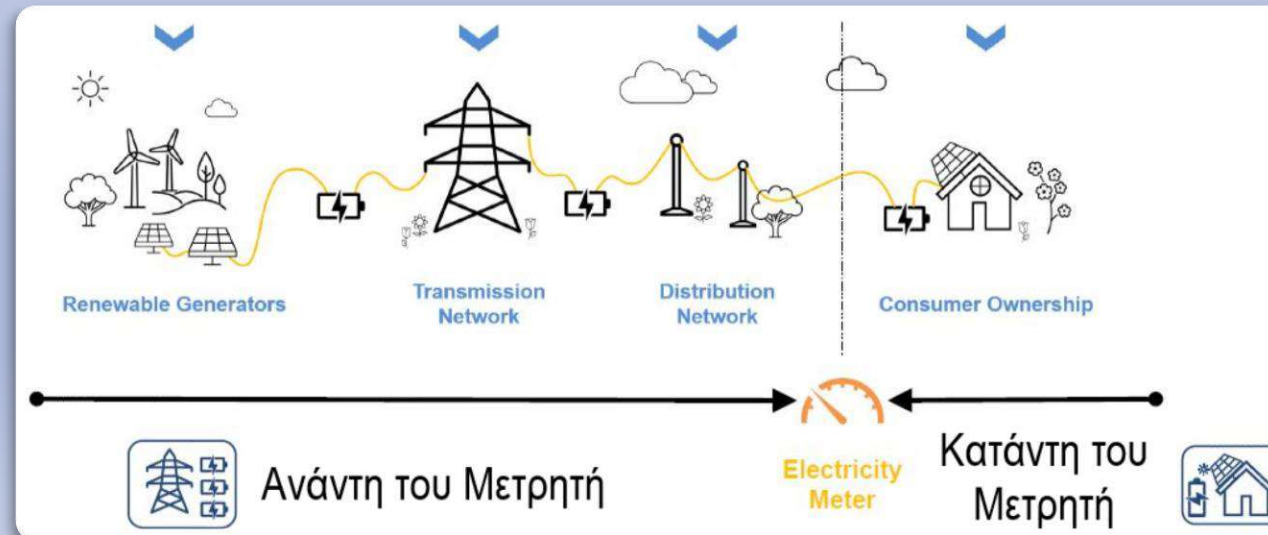 Renewable Generators
Transmission
Network
Distribution
Network
Consumer Ownership
Ανάντη του Μετρητή
Electricity
Meter
Κατάντη του
Μετρητή